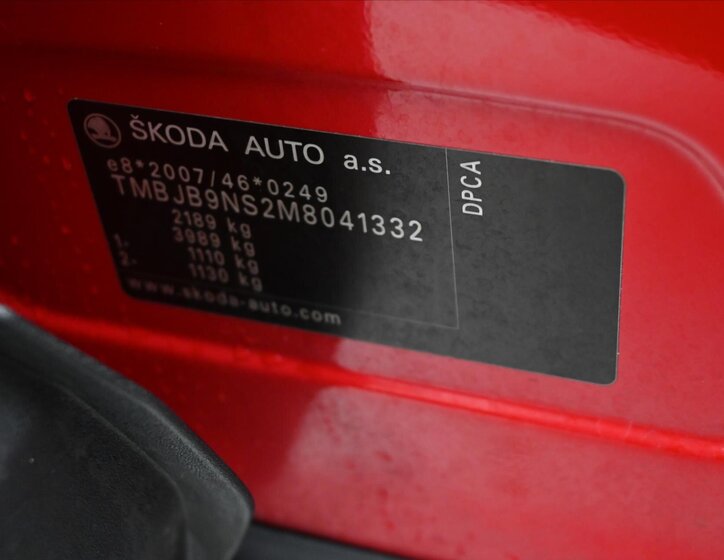 ŠKODA AUTO a.s.
e8*2007/46*0249
TMBJB9NS2M8041332
2189 kg
3989 kg
1- 1110 kg
2- 1130 kg
www.skoda-auto.com
DPCA